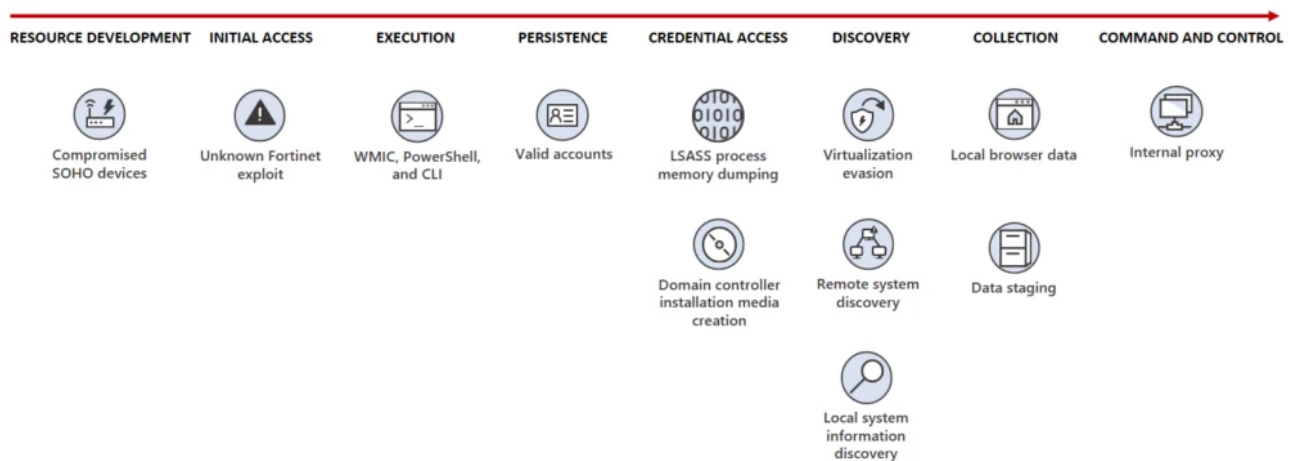 RESOURCE DEVELOPMENT INITIAL ACCESS EXECUTION PERSISTENCE CREDENTIAL ACCESS DISCOVERY COLLECTION COMMAND AND CONTROL
Compromised
SOHO devices
Unknown Fortinet
exploit
WMIC, PowerShell,
and CLI
Valid accounts
LSASS process
memory dumping
Virtualization
evasion
Local browser data
Internal proxy
Domain controller
installation media
creation
Remote system
discovery
Data staging
Local system
information
discovery